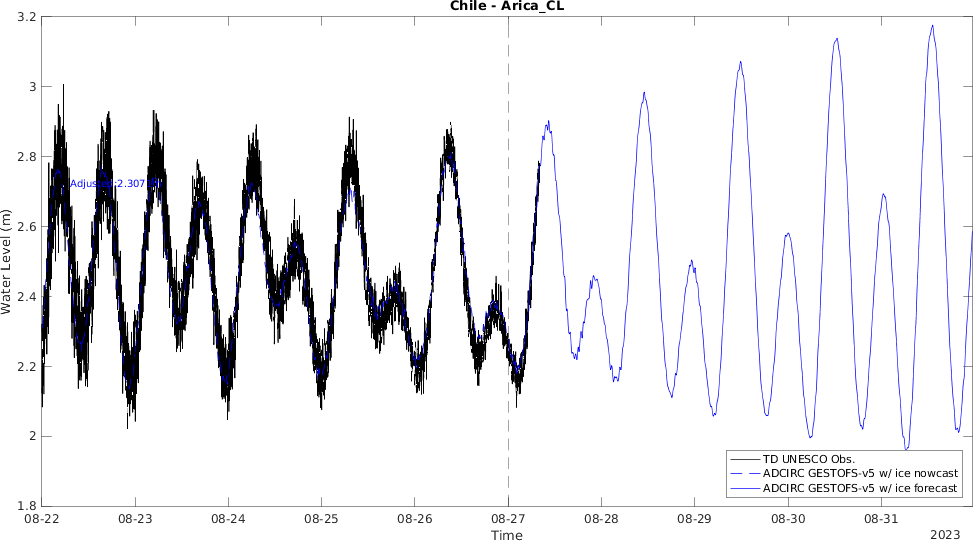 Chile - Arica_CL
3.2
3
2.8
2.6
2.4
2.2
2
1.8
Water Level (m)
Adjusted:2.307
TD UNESCO Obs.
ADCIRC GESTOFS-v5 w/ ice nowcast
ADCIRC GESTOFS-v5 w/ ice forecast
08-22 08-23 08-24 08-25 08-26 08-27 08-28 08-29 08-30 08-31
Time
2023